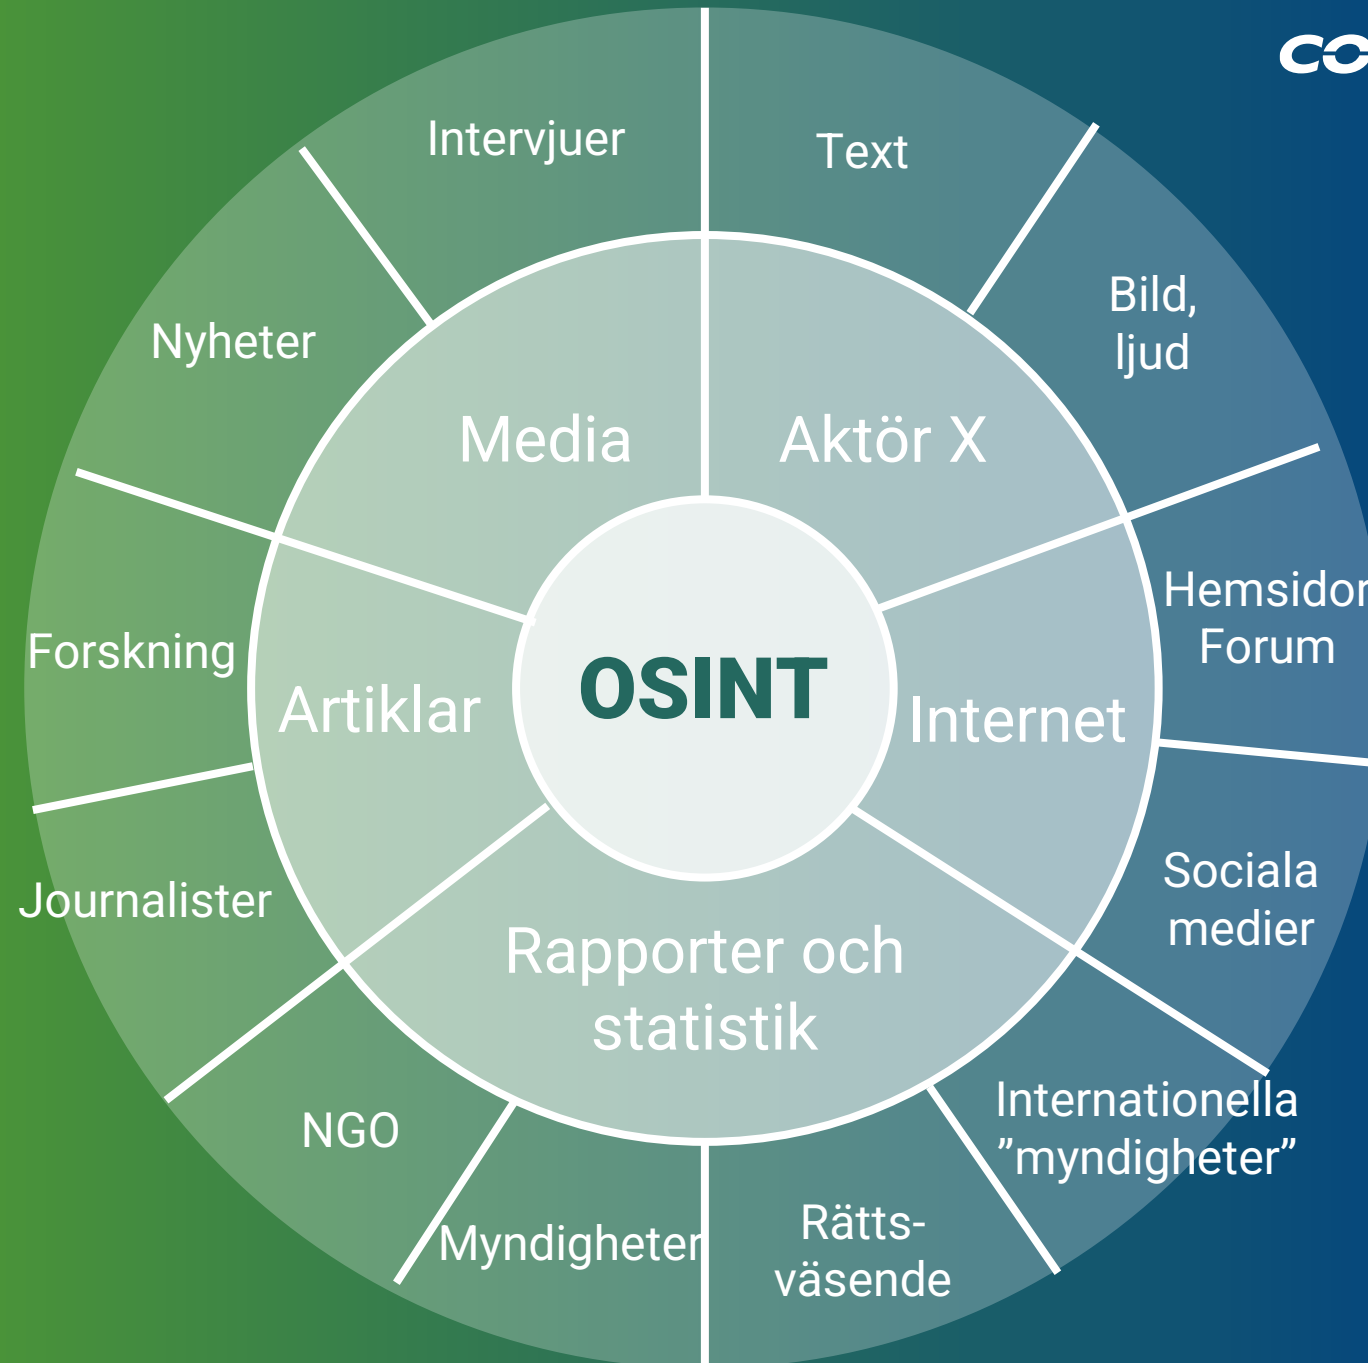 Intervjuer
Text
Bild,
ljud
Nyheter
Media
Aktör X
Hemsidor
Forum
Forskning
Artiklar
OSINT
Internet
Sociala
medier
Journalister
Rapporter och
statistik
NGO
Internationella
”myndigheter”
Myndigheter
Rätts-
väsende